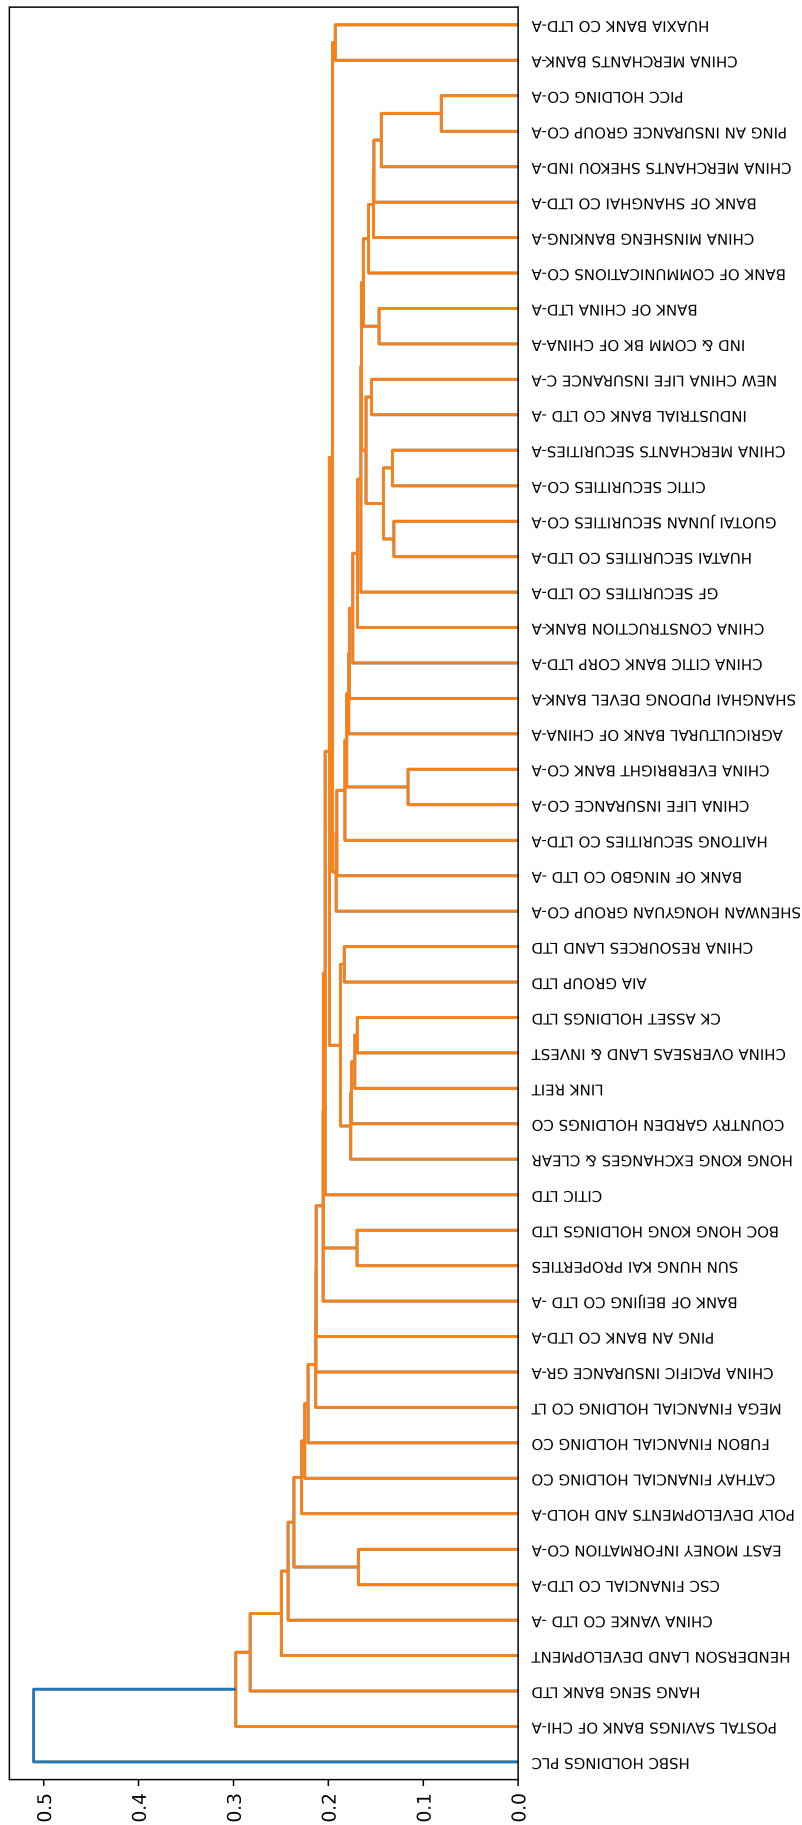 HUAXIA BANK CO LTD-A
CHINA MERCHANTS BANK-A
PICC HOLDING CO-A
PING AN INSURANCE GROUP CO-A
CHINA MERCHANTS SHEKOU IND-A
BANK OF SHANGHAI CO LTD-A
CHINA MINSHENG BANKING-A
BANK OF COMMUNICATIONS CO-A
BANK OF CHINA LTD-A
IND & COMM BK OF CHINA-A
NEW CHINA LIFE INSURANCE C-A
INDUSTRIAL BANK CO LTD -A
CHINA MERCHANTS SECURITIES-A
CITIC SECURITIES CO-A
GUOTAI JUNAN SECURITIES CO-A
HUATAI SECURITIES CO LTD-A
GF SECURITIES CO LTD-A
CHINA CONSTRUCTION BANK-A
CHINA CITIC BANK CORP LTD-A
SHANGHAI PUDONG DEVEL BANK-A
AGRICULTURAL BANK OF CHINA-A
CHINA EVERBRIGHT BANK CO-A
CHINA LIFE INSURANCE CO-A
HAITONG SECURITIES CO LTD-A
BANK OF NINGBO CO LTD -A
SHENWAN HONGYUAN GROUP CO-A
CHINA RESOURCES LAND LTD
AIA GROUP LTD
CK ASSET HOLDINGS LTD
CHINA OVERSEAS LAND & INVEST
LINK REIT
COUNTRY GARDEN HOLDINGS CO
HONG KONG EXCHANGES & CLEAR
CITIC LTD
BOC HONG KONG HOLDINGS LTD
SUN HUNG KAI PROPERTIES
BANK OF BEIJING CO LTD -A
PING AN BANK CO LTD-A
CHINA PACIFIC INSURANCE GR-A
MEGA FINANCIAL HOLDING CO LT
FUBON FINANCIAL HOLDING CO
CATHAY FINANCIAL HOLDING CO
POLY DEVELOPMENTS AND HOLD-A
EAST MONEY INFORMATION CO-A
CSC FINANCIAL CO LTD-A
CHINA VANKE CO LTD -A
HENDERSON LAND DEVELOPMENT
HANG SENG BANK LTD
POSTAL SAVINGS BANK OF CHI-A
HSBC HOLDINGS PLC
0.5
0.4
0.3
0.2
0.1
0.0